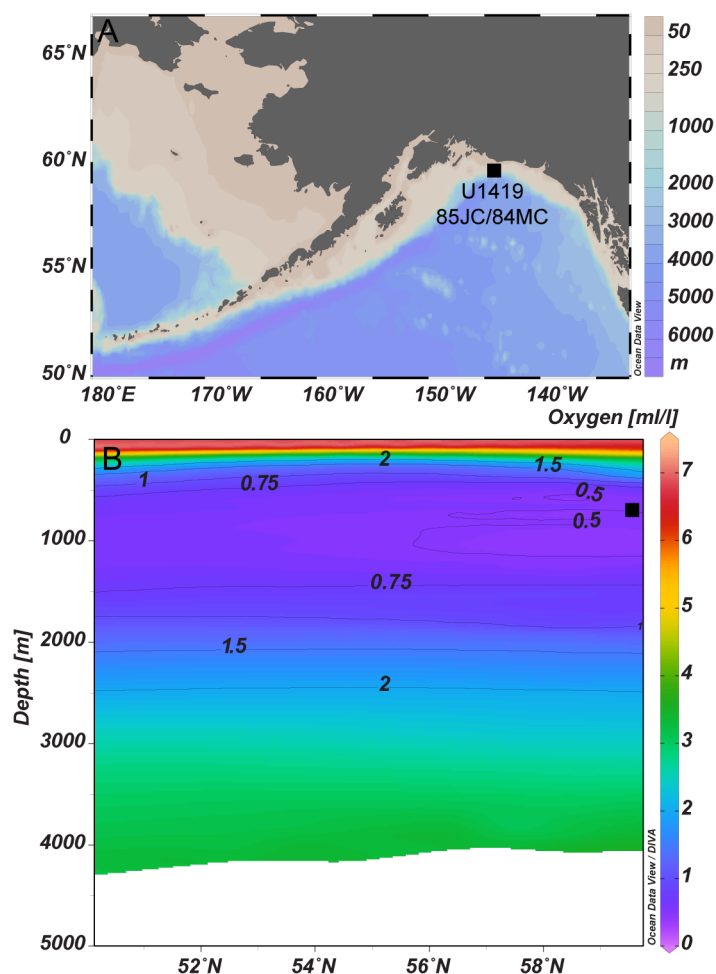 A
65˚N
60˚N
55˚N
50˚N
180˚E
170˚W
160˚W
150˚W
140˚W
U1419
85JC/84MC
50
250
1000
2000
3000
4000
5000
6000
m
Ocean Data View
Oxygen [ml/l]
B
0
1000
2000
3000
4000
5000
Depth [m]
52˚N
54˚N
56˚N
58˚N
2
1.5
1
0.75
0.5
0.5
0.75
1
1.5
2
7
6
5
4
3
2
1
0
Ocean Data View / DIVA